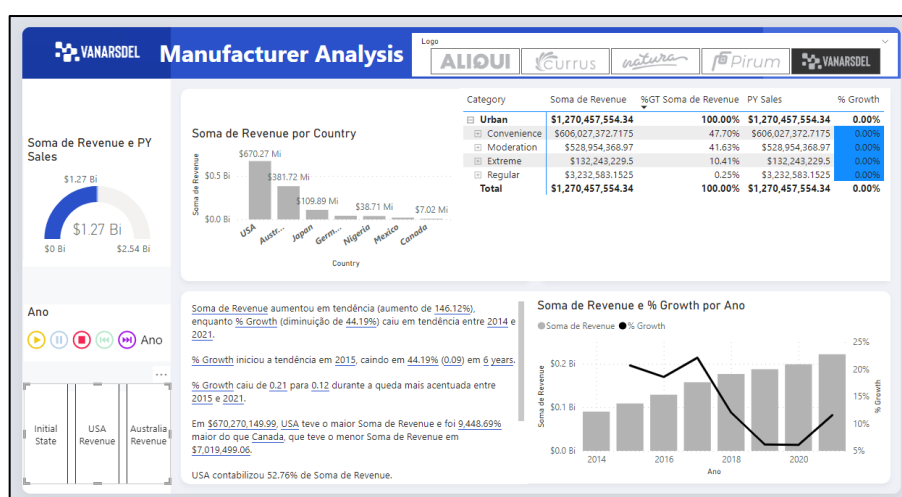 VANARSDEL
Manufacturer Analysis
Logo
ALIQUI
Currus
natura
Pirum
VANARSDEL
Soma de Revenue e PY
Sales
$1.27 Bi
$1.27 Bi
$0 Bi
$2.54 Bi
Soma de Revenue por Country
Soma de Revenue
$0.5 Bi
$0.0 Bi
$670.27 Mi
$381.72 Mi
$109.89 Mi
$38.71 Mi
$7.02 Mi
USA
Austr...
Japan
Germ...
Nigeria
Mexico
Canada
Country
Category Soma de Revenue %GT Soma de Revenue PY Sales % Growth
Urban $1,270,457,554.34 100.00% $1,270,457,554.34 0.00%
Convenience $606,027,372.7175 47.70% $606,027,372.7175 0.00%
Moderation $528,954,368.97 41.63% $528,954,368.97 0.00%
Extreme $132,243,229.5 10.41% $132,243,229.5 0.00%
Regular $3,232,583.1525 0.25% $3,232,583.1525 0.00%
Total $1,270,457,554.34 100.00% $1,270,457,554.34 0.00%
Ano
Ano
Initial
State
USA
Revenue
Australia
Revenue
Soma de Revenue aumentou em tendência (aumento de 146.12%),
enquanto % Growth (diminuição de 44.19%) caiu em tendência entre 2014 e
2021.
% Growth iniciou a tendência em 2015, caindo em 44.19% (0.09) em 6 years.
% Growth caiu de 0.21 para 0.12 durante a queda mais acentuada entre
2015 e 2021.
Em $670,270,149.99, USA teve o maior Soma de Revenue e foi 9,448.69%
maior do que Canada, que teve o menor Soma de Revenue em
$7,019,499.06.
USA contabilizou 52.76% de Soma de Revenue.
Soma de Revenue e % Growth por Ano
Soma de Revenue % Growth
Soma de Revenue
$0.2 Bi
$0.1 Bi
$0.0 Bi
2014
2016
2018
2020
Ano
25%
20%
15%
10%
5%
% Growth